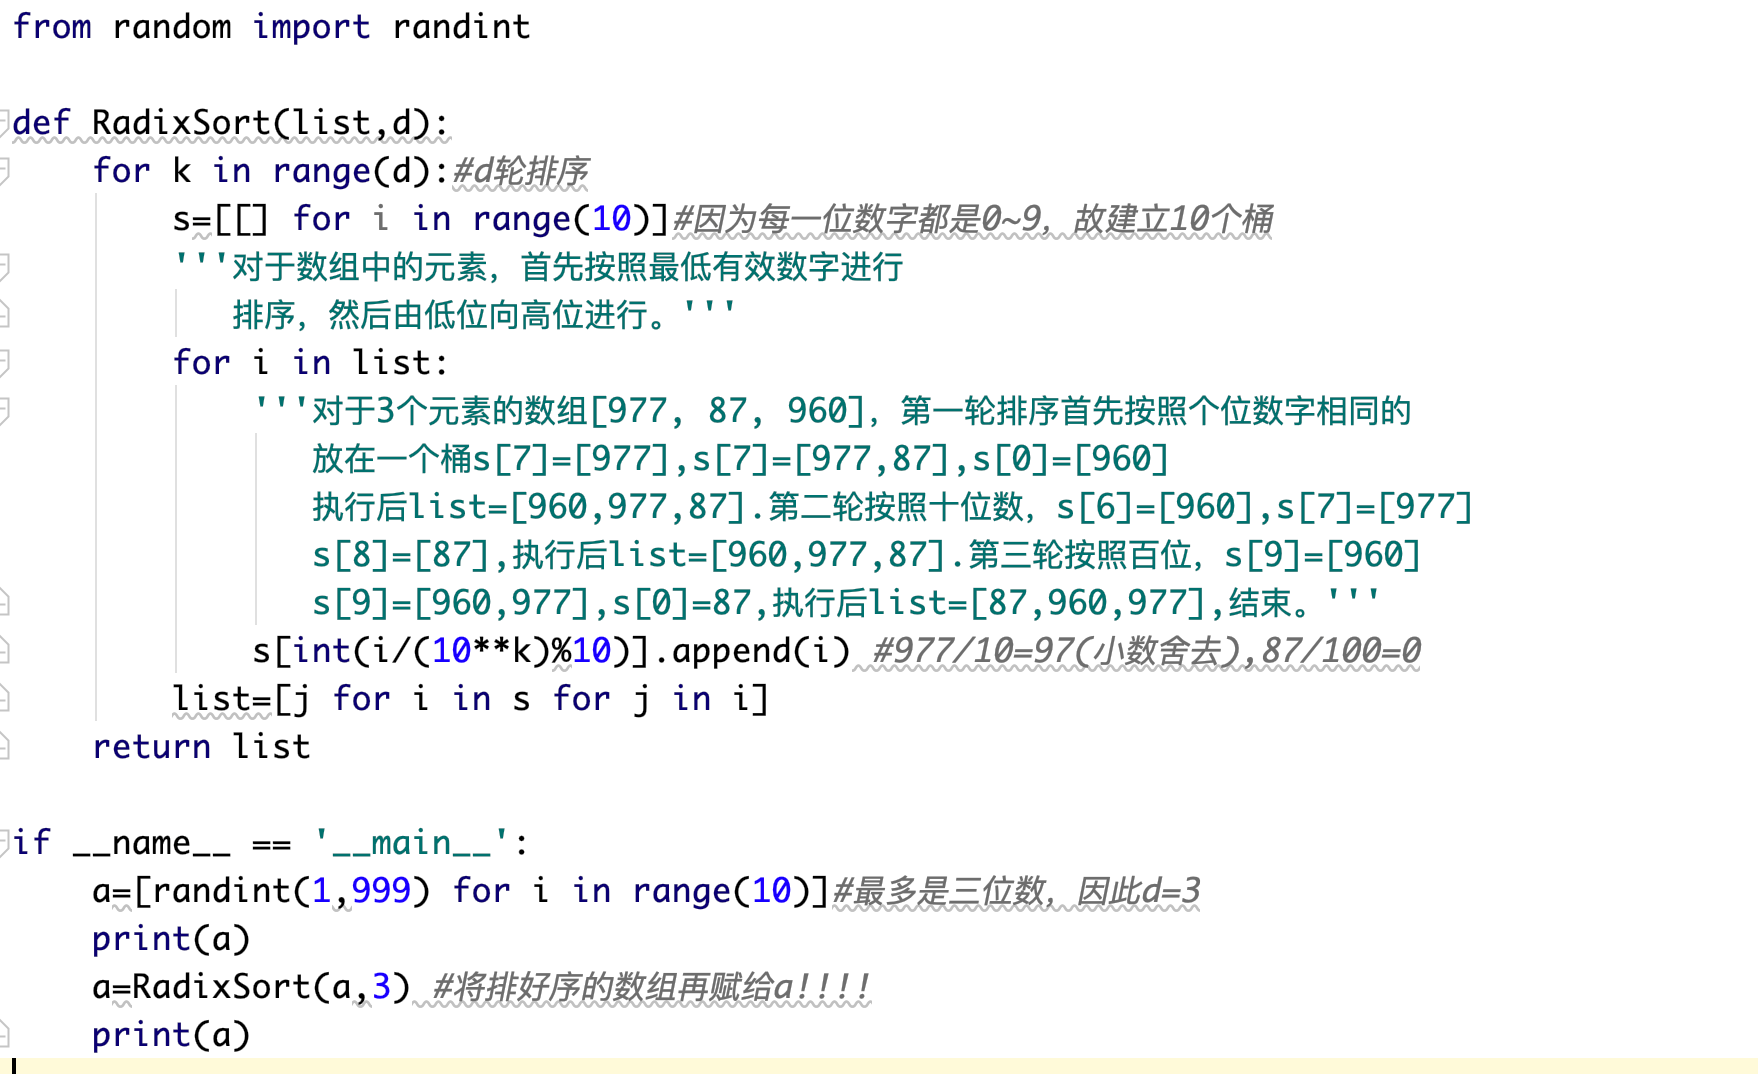 from random import randint
def RadixSort(list,d):
for k in range(d):#d轮排序
s=[[] for i in range(10)]#因为每一位数字都是0~9，故建立10个桶
'''对于数组中的元素，首先按照最低有效数字进行
排序，然后由低位向高位进行。'''
for i in list:
'''对于3个元素的数组[977, 87, 960]，第一轮排序首先按照个位数字相同的
放在一个桶s[7]=[977],s[7]=[977,87],s[0]=[960]
执行后list=[960,977,87].第二轮按照十位数，s[6]=[960],s[7]=[977]
s[8]=[87],执行后list=[960,977,87].第三轮按照百位，s[9]=[960]
s[9]=[960,977],s[0]=87,执行后list=[87,960,977],结束。'''
s[int(i/(10**k)%10)].append(i) #977/10=97(小数舍去),87/100=0
list=[j for i in s for j in i]
return list
if __name__ == '__main__':
a=[randint(1,999) for i in range(10)]#最多是三位数，因此d=3
print(a)
a=RadixSort(a,3) #将排好序的数组再赋给a!!!!
print(a)